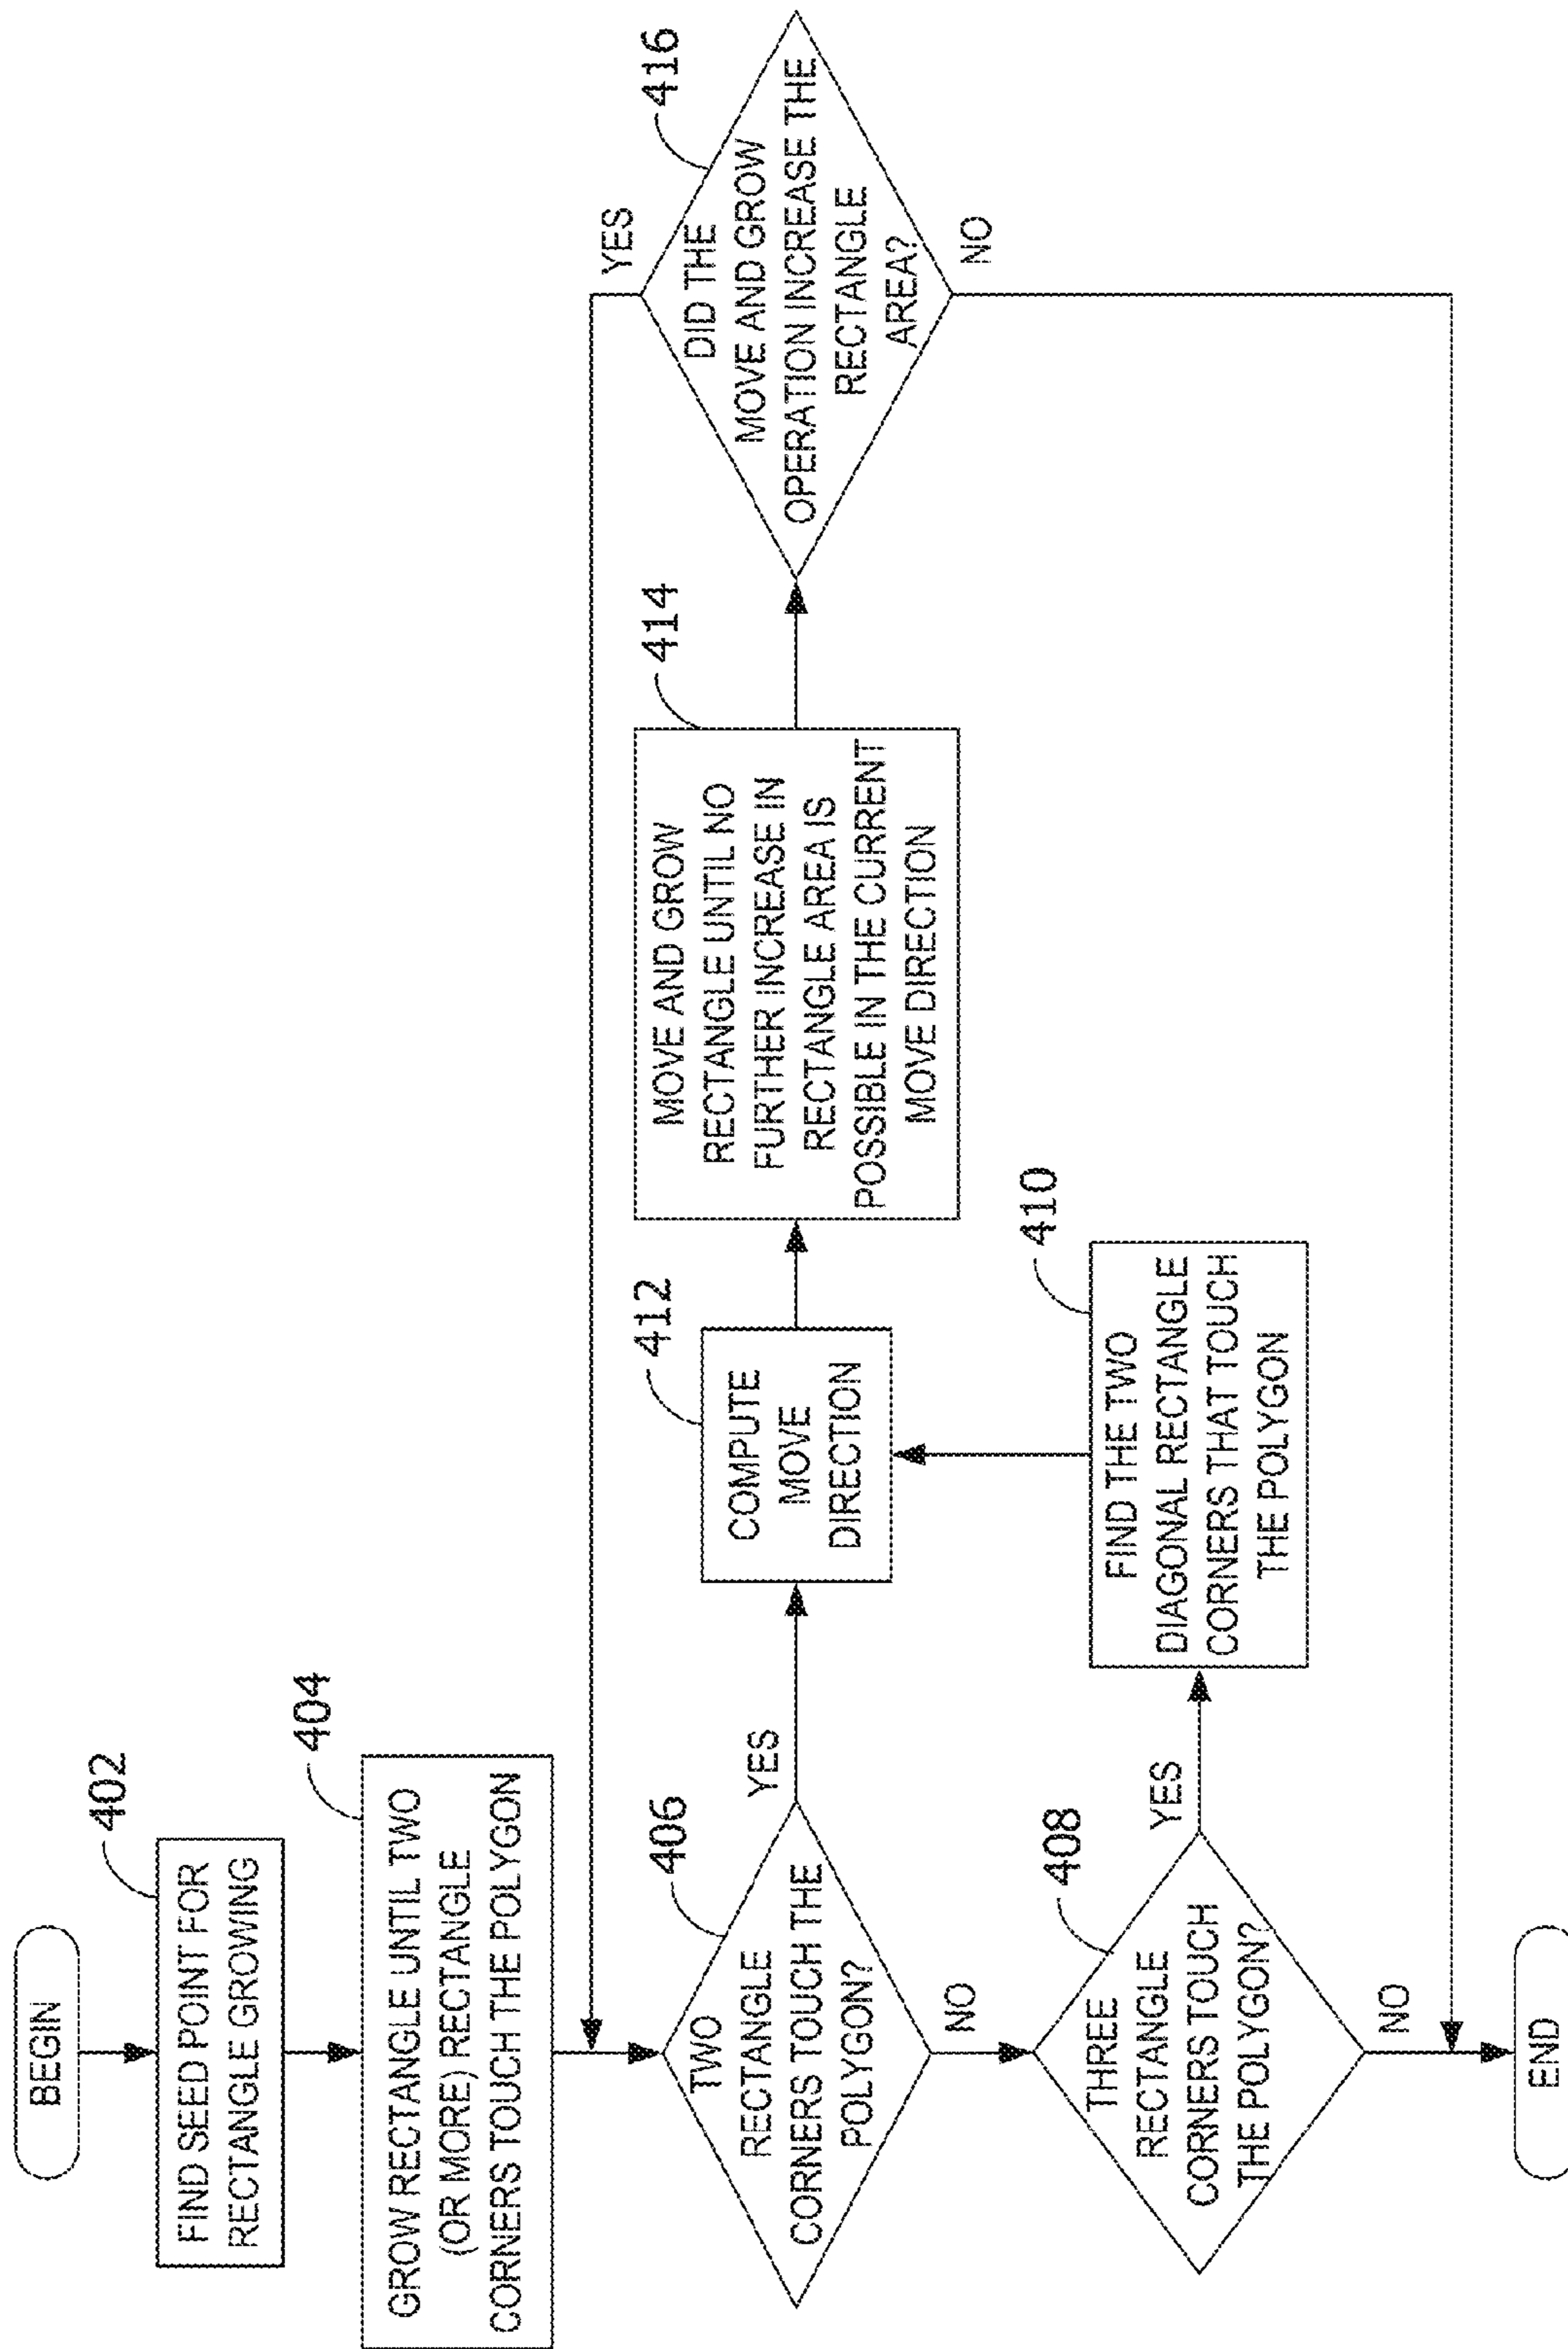 BEGIN
402
FIND SEED POINT FOR
RECTANGLE GROWING
404
GROW RECTANGLE UNTIL TWO
(OR MORE) RECTANGLE
CORNERS TOUCH THE POLYGON
406
TWO
RECTANGLE
CORNERS TOUCH THE
POLYGON?
YES
NO
408
THREE
RECTANGLE
CORNERS TOUCH
THE POLYGON?
YES
NO
END
410
FIND THE TWO
DIAGONAL RECTANGLE
CORNERS THAT TOUCH
THE POLYGON
412
COMPUTE
MOVE
DIRECTION
414
MOVE AND GROW
RECTANGLE UNTIL NO
FURTHER INCREASE IN
RECTANGLE AREA IS
POSSIBLE IN THE CURRENT
MOVE DIRECTION
416
DID THE
MOVE AND GROW
OPERATION INCREASE THE
RECTANGLE
AREA?
YES
NO